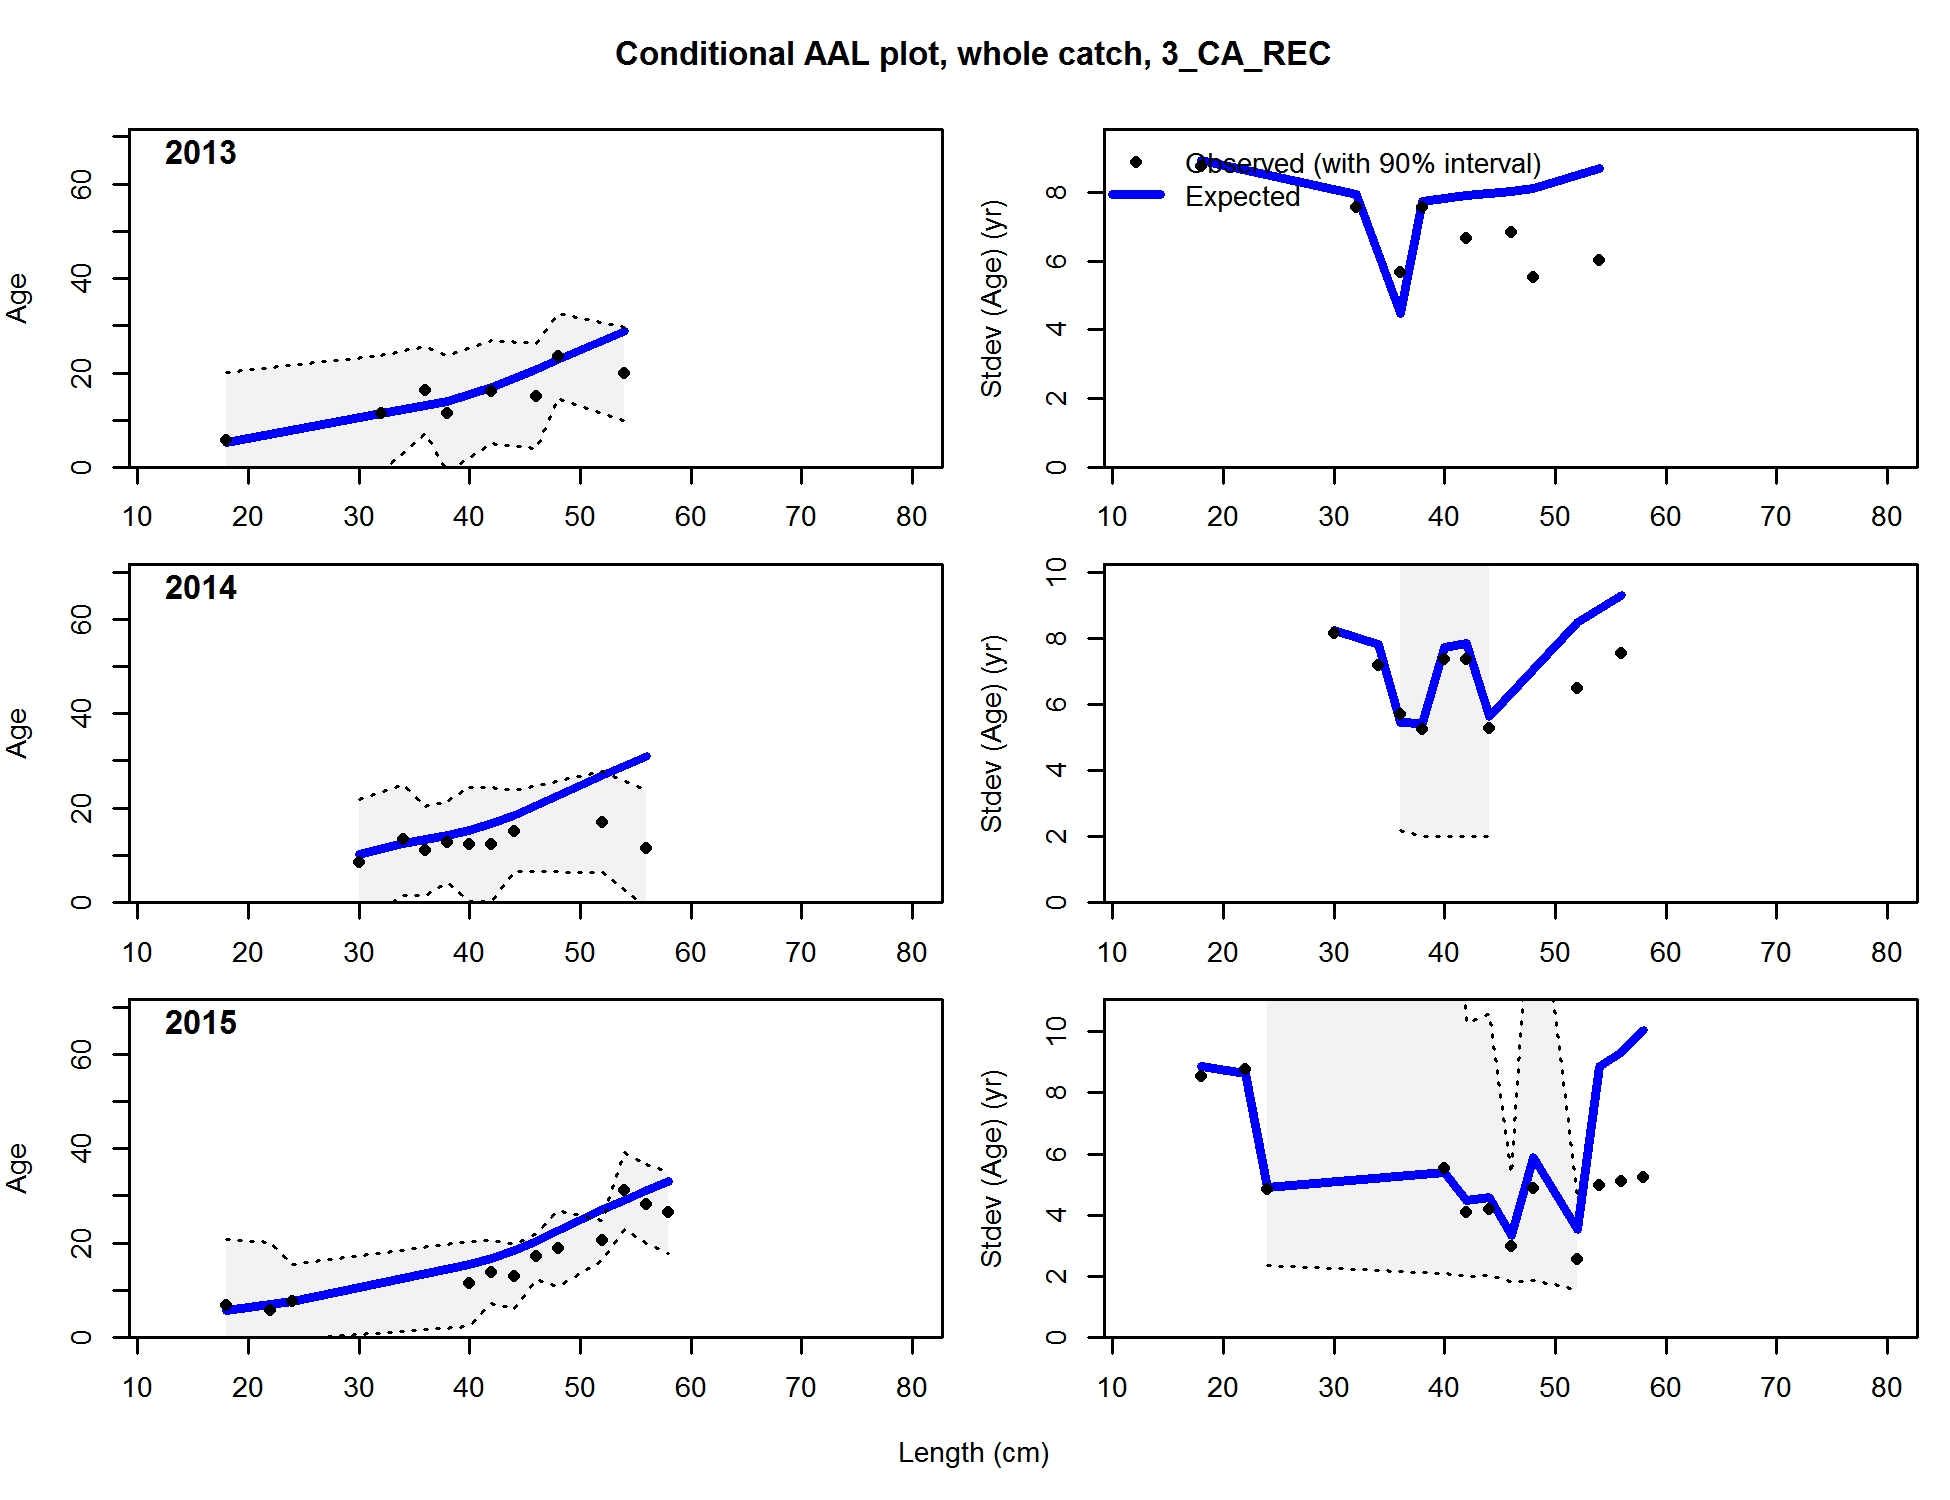 Conditional AAL plot, whole catch, 3_CA_REC
2013
Age
0 20 40 60
10 20 30 40 50 60 70 80
Observed (with 90% interval)
Expected
Stdev (Age) (yr)
0 2 4 6 8
10 20 30 40 50 60 70 80
2014
Age
0 20 40 60
10 20 30 40 50 60 70 80
Stdev (Age) (yr)
0 2 4 6 8 10
10 20 30 40 50 60 70 80
2015
Age
0 20 40 60
10 20 30 40 50 60 70 80
Stdev (Age) (yr)
0 2 4 6 8 10
10 20 30 40 50 60 70 80
Length (cm)